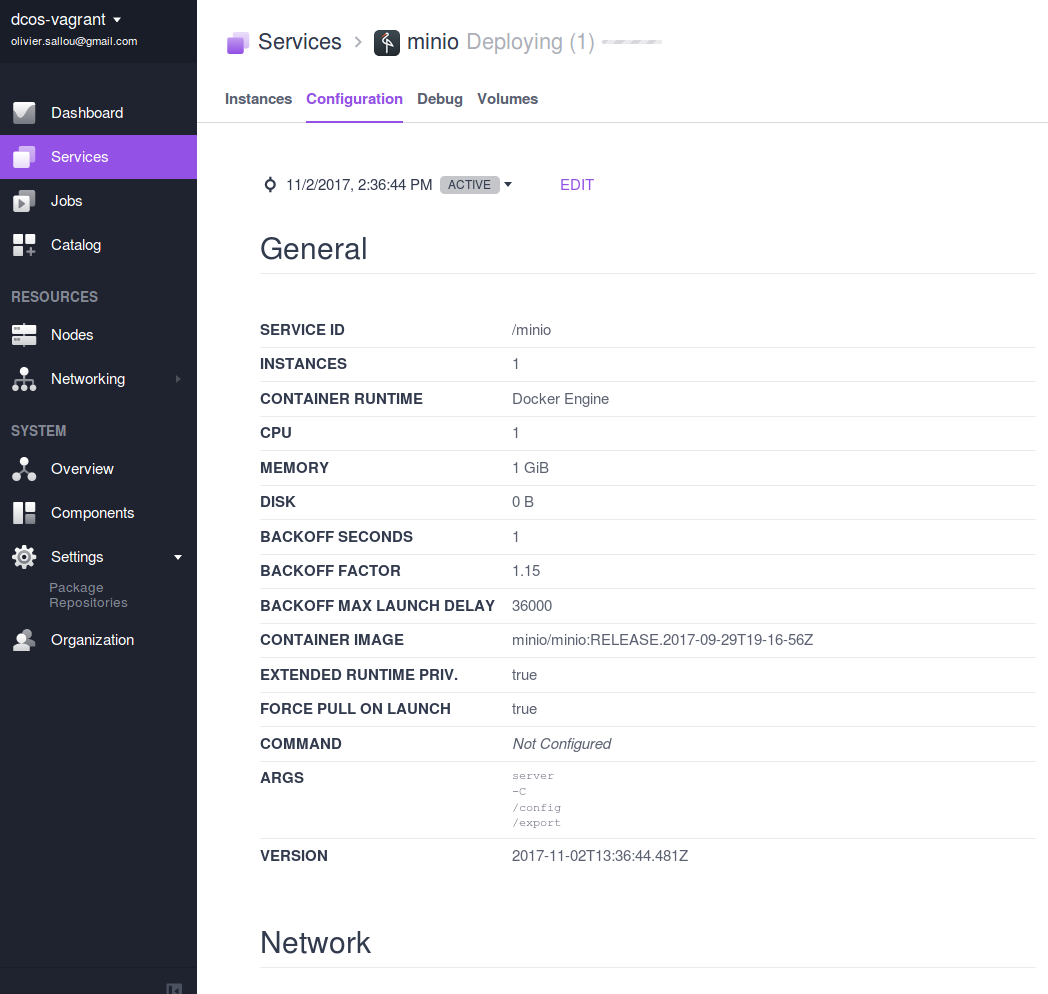 dcos-vagrant
olivier.sallou@gmail.com
Dashboard
Services
Jobs
Catalog
RESOURCES
Nodes
Networking
SYSTEM
Overview
Components
Settings
Package
Repositories
Organization
Services > minio Deploying (1)
Instances Configuration Debug Volumes
11/2/2017, 2:36:44 PM ACTIVE EDIT
General
SERVICE ID /minio
INSTANCES 1
CONTAINER RUNTIME Docker Engine
CPU 1
MEMORY 1 GiB
DISK 0 B
BACKOFF SECONDS 1
BACKOFF FACTOR 1.15
BACKOFF MAX LAUNCH DELAY 36000
CONTAINER IMAGE minio/minio:RELEASE.2017-09-29T19-16-56Z
EXTENDED RUNTIME PRIV. true
FORCE PULL ON LAUNCH true
COMMAND Not Configured
ARGS server
-C
/config
/export
VERSION 2017-11-02T13:36:44.481Z
Network